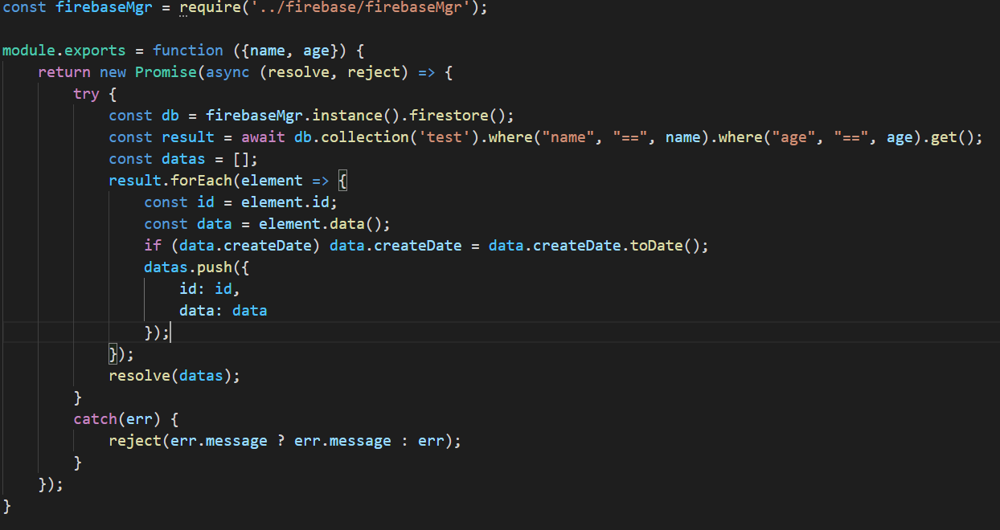 const firebaseMgr = require('../firebase/firebaseMgr');

module.exports = function ({name, age}) {
    return new Promise(async (resolve, reject) => {
        try {
            const db = firebaseMgr.instance().firestore();
            const result = await db.collection('test').where("name", "==", name).where("age", "==", age).get();
            const datas = [];
            result.forEach(element => {
                const id = element.id;
                const data = element.data();
                if (data.createDate) data.createDate = data.createDate.toDate();
                datas.push({
                    id: id,
                    data: data
                });
            });
            resolve(datas);
        }
        catch(err) {
            reject(err.message ? err.message : err);
        }
    });
}